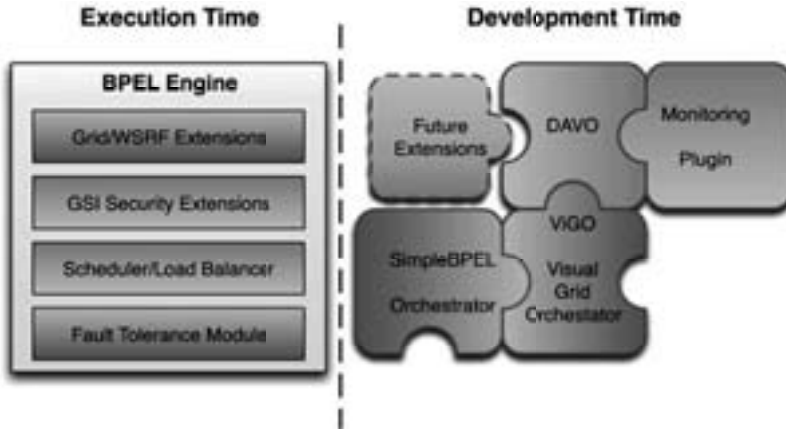 Execution Time
Development Time
BPEL Engine
Grid/WSRF Extensions
GSI Security Extensions
Scheduler/Load Balancer
Fault Tolerance Module
Future
Extensions
DAVO
Monitoring
Plugin
SimpleBPEL
Orchestrator
ViGO
Visual
Grid
Orchestator